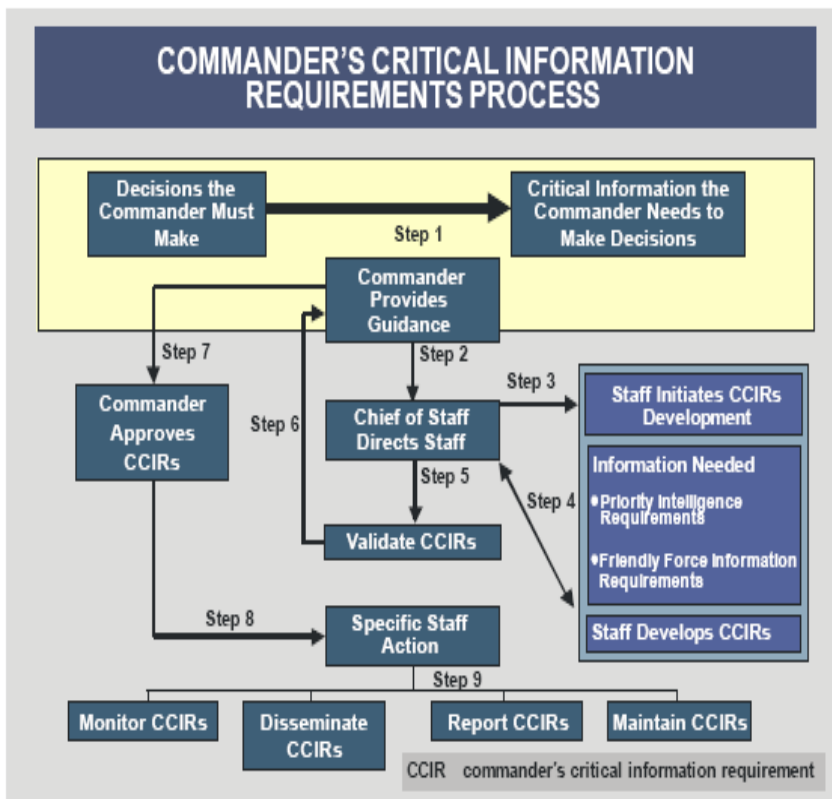 COMMANDER'S CRITICAL INFORMATION
REQUIREMENTS PROCESS
Decisions the
Commander Must
Make
Step 1
Critical Information the
Commander Needs to
Make Decisions
Commander
Provides
Guidance
Step 7
Step 2
Step 3
Commander
Approves
CCIRs
Step 6
Chief of Staff
Directs Staff
Staff Initiates CCIRs
Development
Step 5
Step 4
Information Needed
•Priority Intelligence
Requirements
•Friendly Force Information
Requirements
Validate CCIRs
Staff Develops CCIRs
Step 8
Specific Staff
Action
Step 9
Monitor CCIRs
Disseminate
CCIRs
Report CCIRs
Maintain CCIRs
CCIR commander's critical information requirement